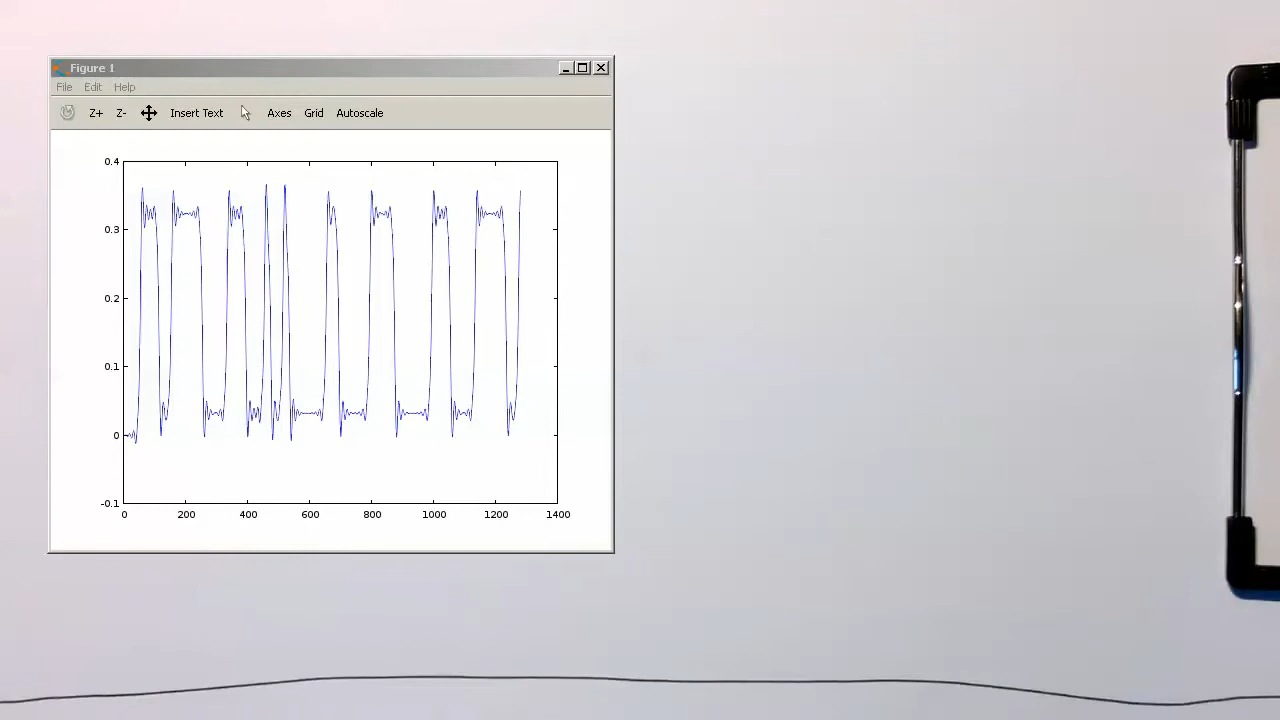 Figure 1
File Edit Help
Z+ Z- Insert Text Axes Grid Autoscale
0.4
0.3
0.2
0.1
0
-0.1
0 200 400 600 800 1000 1200 1400